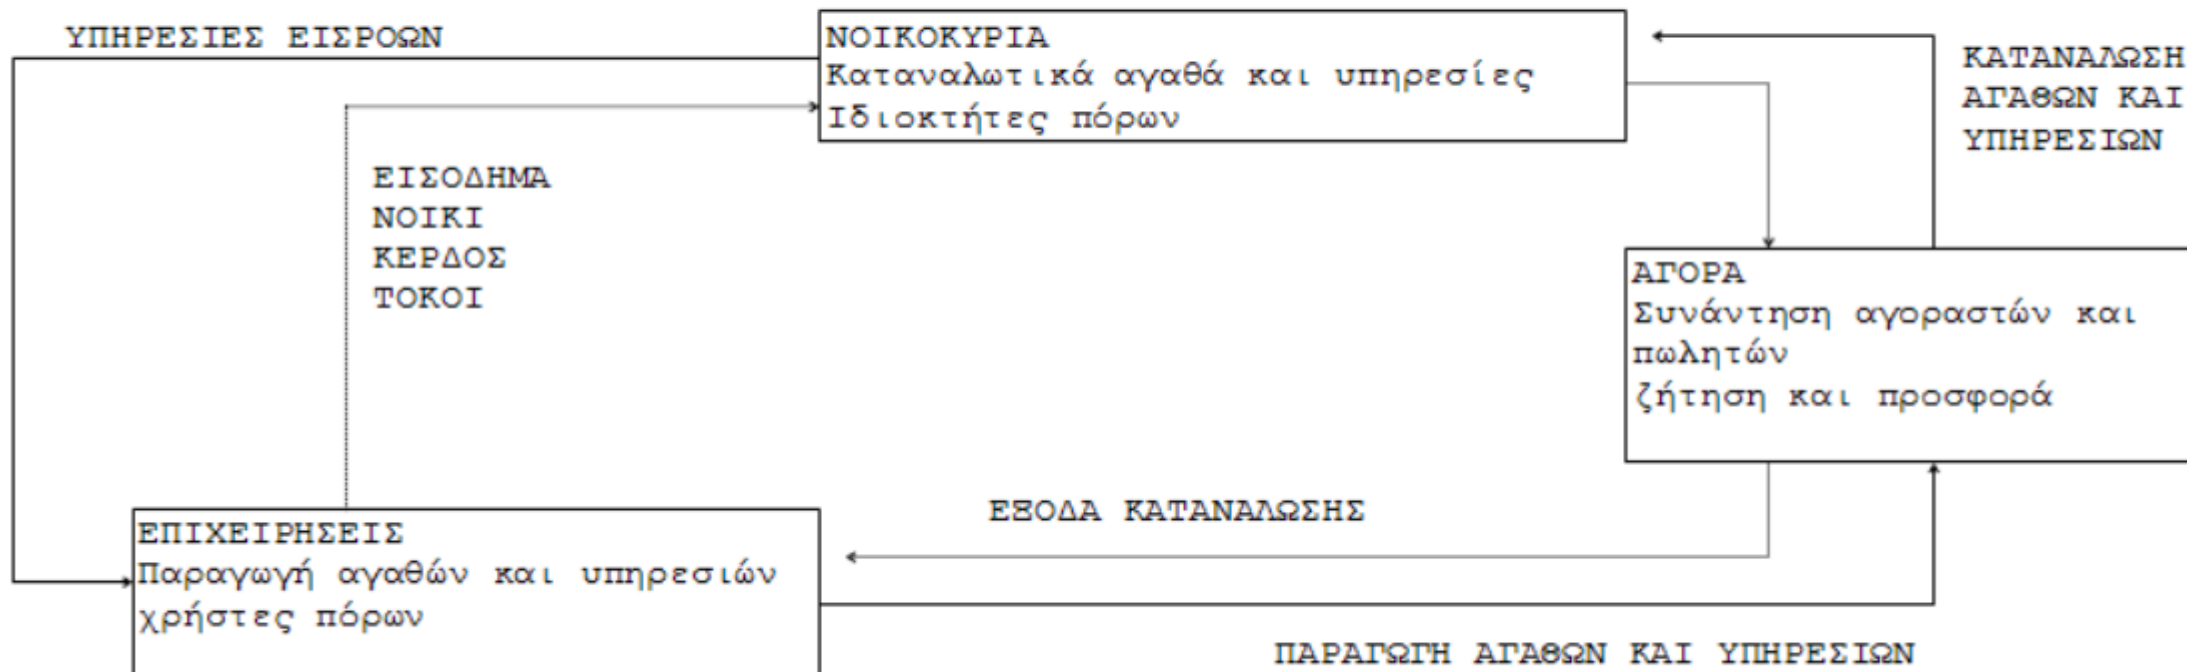 ΥΠΗΡΕΣΙΕΣ ΕΙΣΡΟΩΝ
ΝΟΙΚΟΚΥΡΙΑ
Καταναλωτικά αγαθά και υπηρεσίες
Ιδιοκτήτες πόρων
ΚΑΤΑΝΑΛΩΣΗ
ΑΓΑΘΩΝ ΚΑΙ
ΥΠΗΡΕΣΙΩΝ
ΕΙΣΟΔΗΜΑ
ΝΟΙΚΙ
ΚΕΡΔΟΣ
ΤΟΚΟΙ
ΑΓΟΡΑ
Συνάντηση αγοραστών και
πωλητών
ζήτηση και προσφορά
ΕΞΟΔΑ ΚΑΤΑΝΑΛΩΣΗΣ
ΕΠΙΧΕΙΡΗΣΕΙΣ
Παραγωγή αγαθών και υπηρεσιών
χρήστες πόρων
ΠΑΡΑΓΩΓΗ ΑΓΑΘΩΝ ΚΑΙ ΥΠΗΡΕΣΙΩΝ